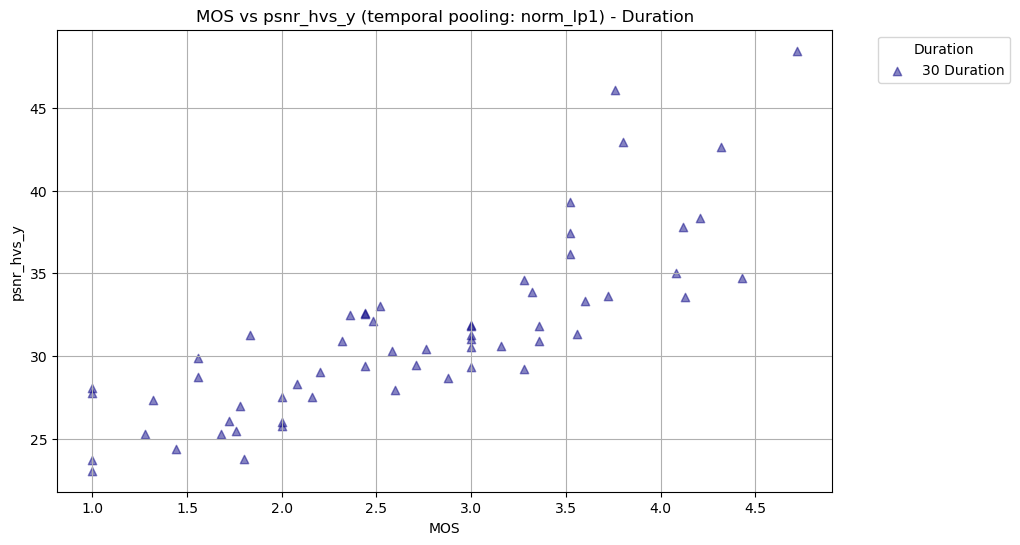 MOS vs psnr_hvs_y (temporal pooling: norm_lp1) - Duration
Duration
30 Duration
psnr_hvs_y
45
40
35
30
25
1.0 1.5 2.0 2.5 3.0 3.5 4.0 4.5
MOS